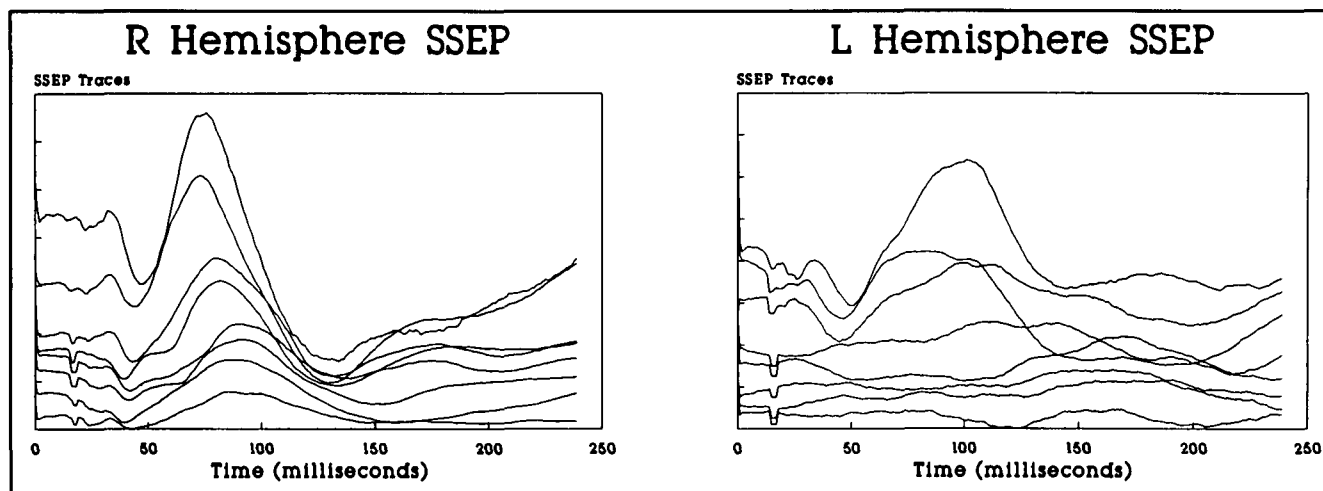 R Hemisphere SSEP
SSEP Traces
0 50 100 150 200 250
Time (milliseconds)
L Hemisphere SSEP
SSEP Traces
0 50 100 150 200 250
Time (milliseconds)